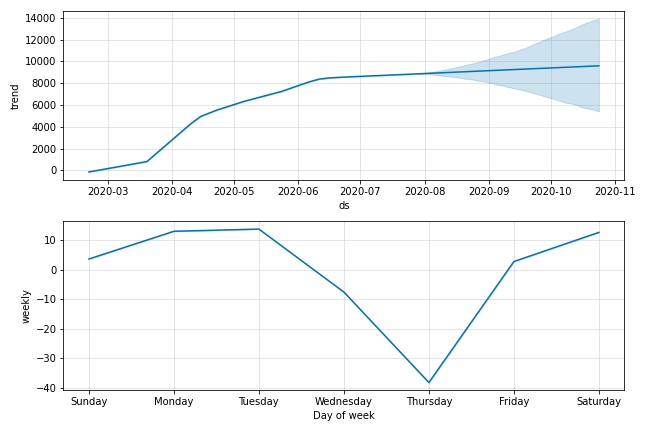 14000
12000
10000
8000
6000
4000
2000
0
trend
2020-03 2020-04 2020-05 2020-06 2020-07 2020-08 2020-09 2020-10 2020-11
ds
10
0
−10
−20
−30
−40
weekly
Sunday Monday Tuesday Wednesday Thursday Friday Saturday
Day of week